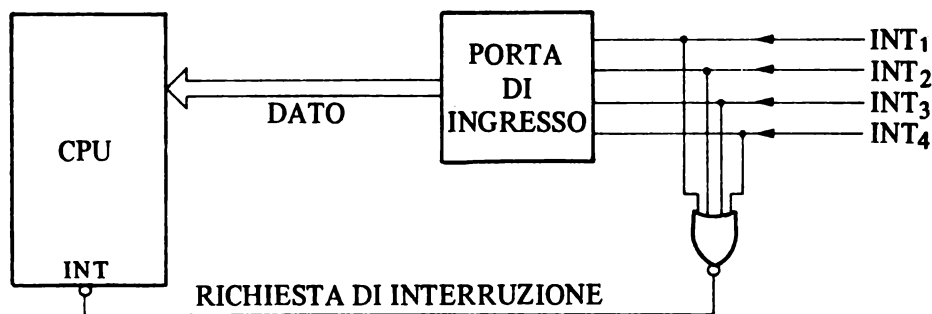 CPU
INT
DATO
PORTA
DI
INGRESSO
INT1
INT2
INT3
INT4
RICHIESTA DI INTERRUZIONE